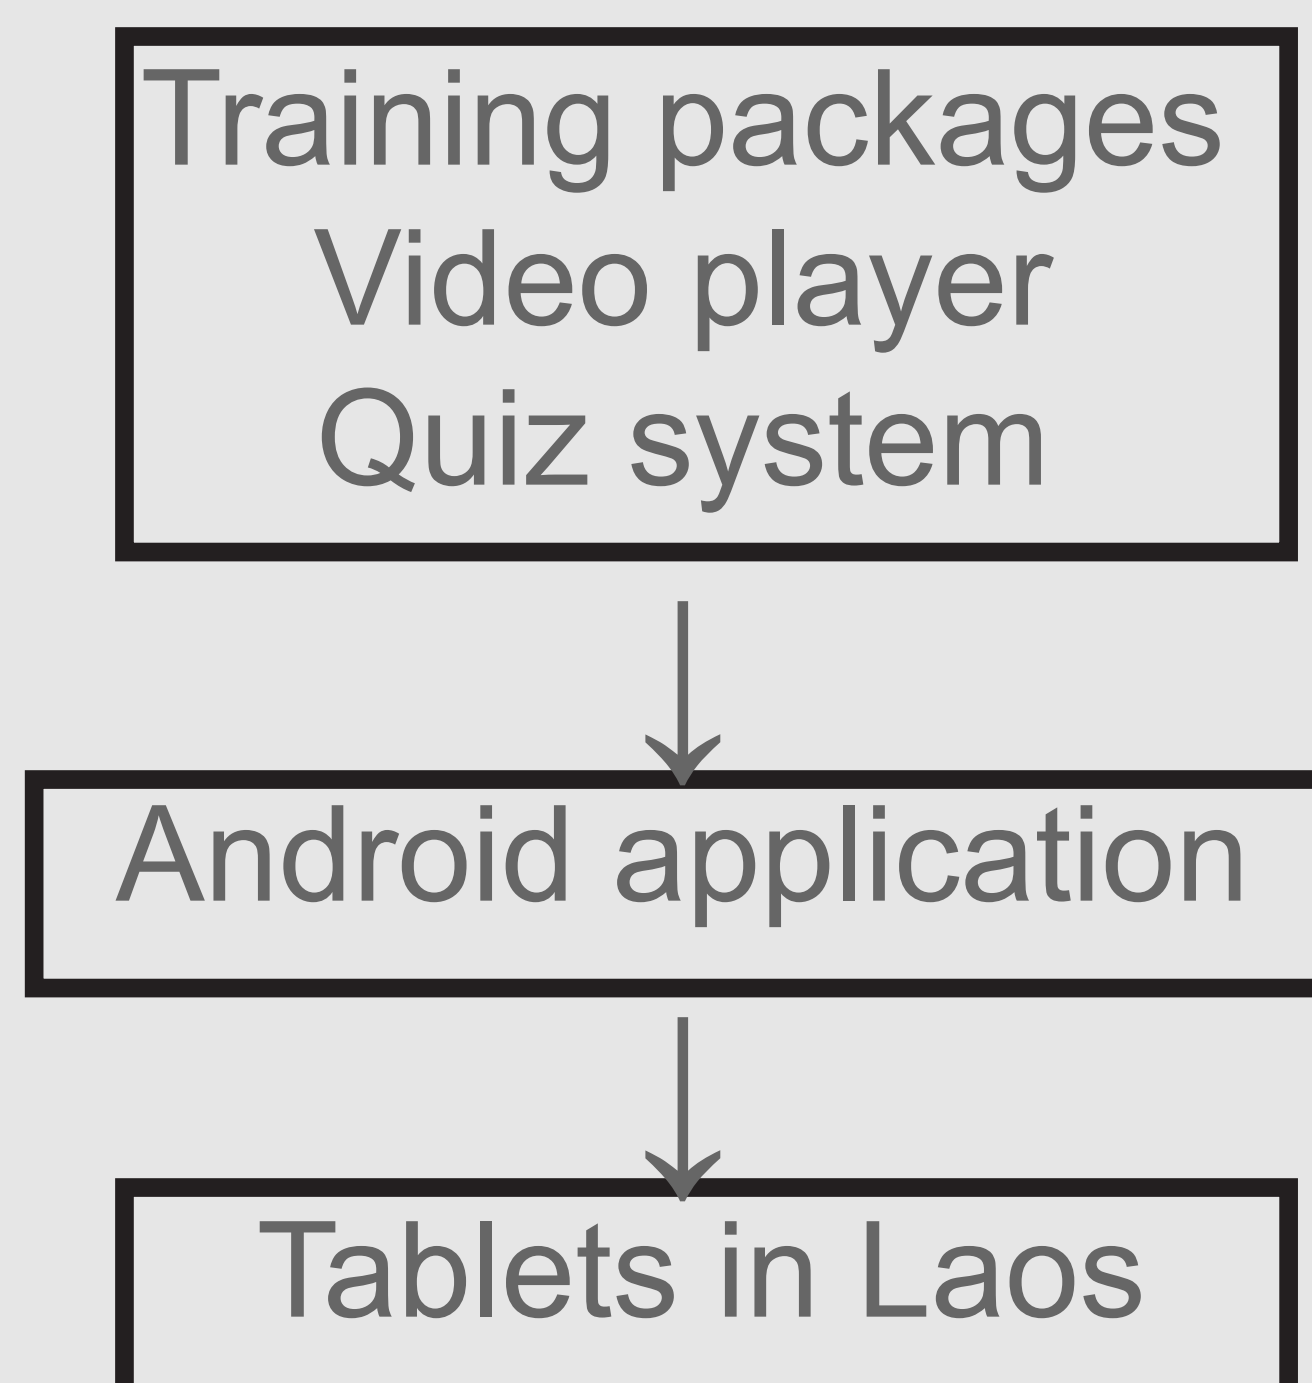 Training packages
Video player
Quiz system
Android application
Tablets in Laos